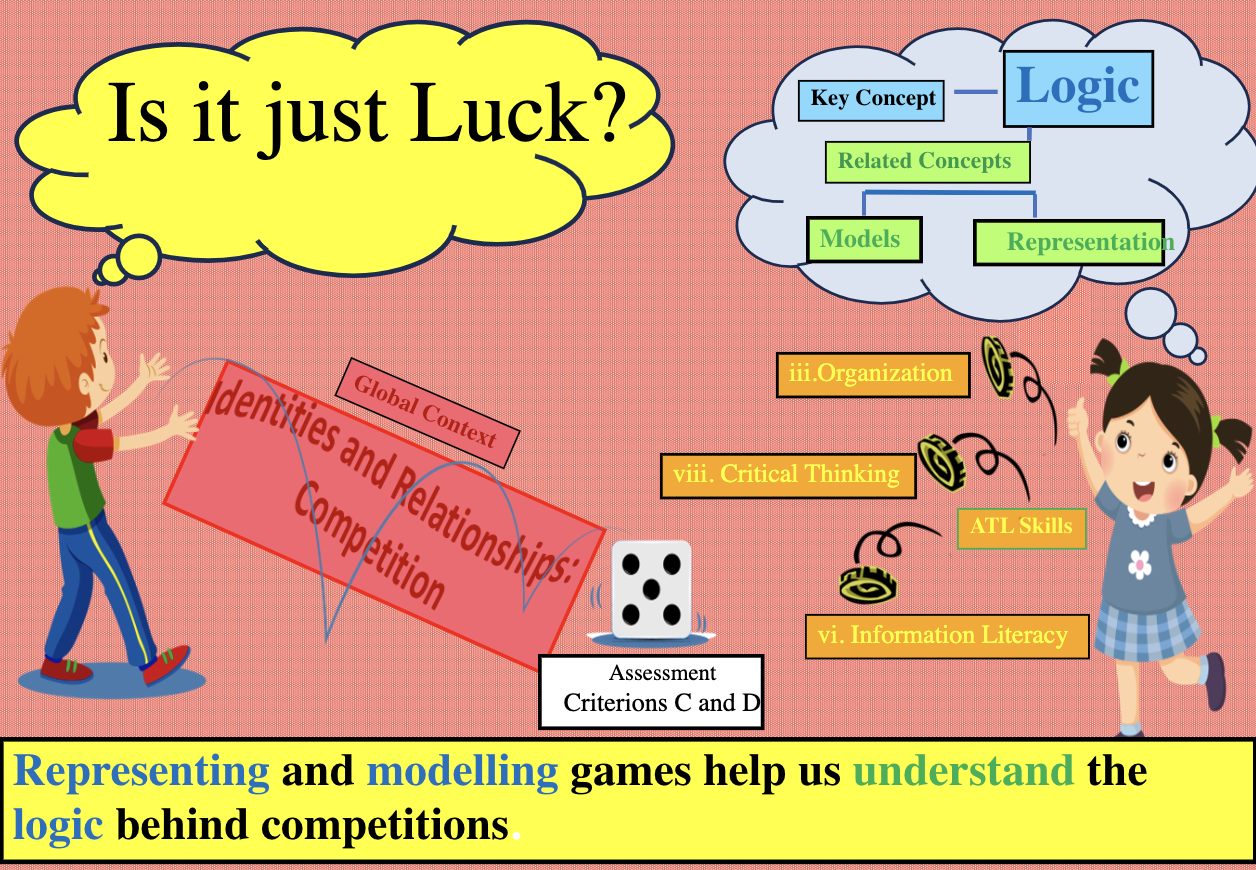 Is it just Luck?
Key Concept
Logic
Related Concepts
Models
Representation
Global Context
Identities and Relationships:
Competition
iii.Organization
viii. Critical Thinking
ATL Skills
vi. Information Literacy
Assessment
Criterions C and D
Representing and modelling games help us understand the
logic behind competitions.